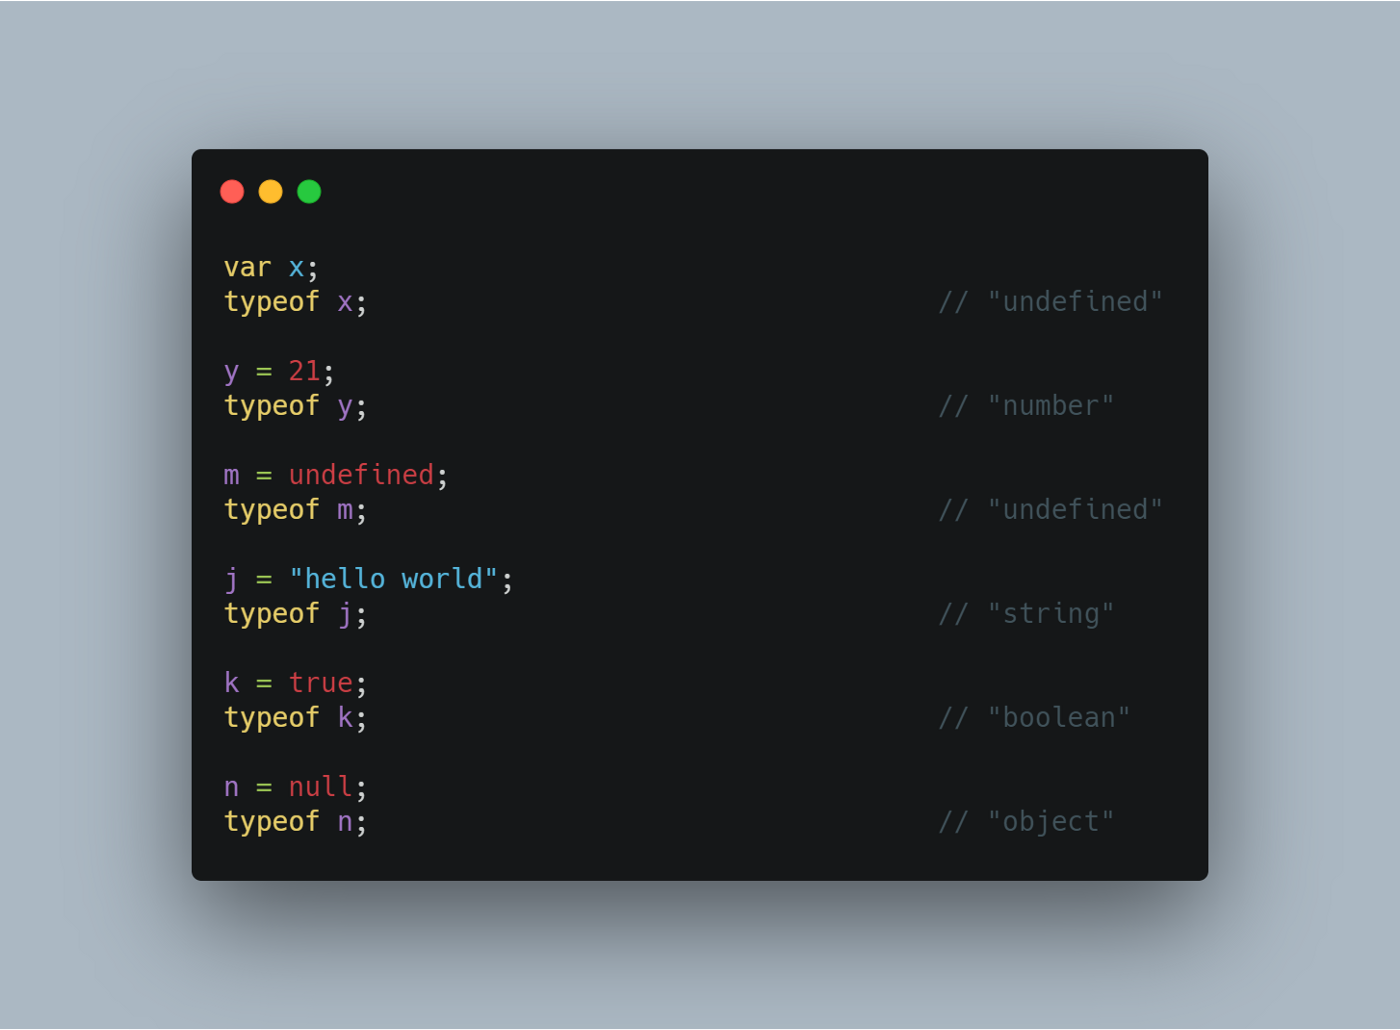 var x;
typeof x; // "undefined"
y = 21;
typeof y; // "number"
m = undefined;
typeof m; // "undefined"
j = "hello world";
typeof j; // "string"
k = true;
typeof k; // "boolean"
n = null;
typeof n; // "object"